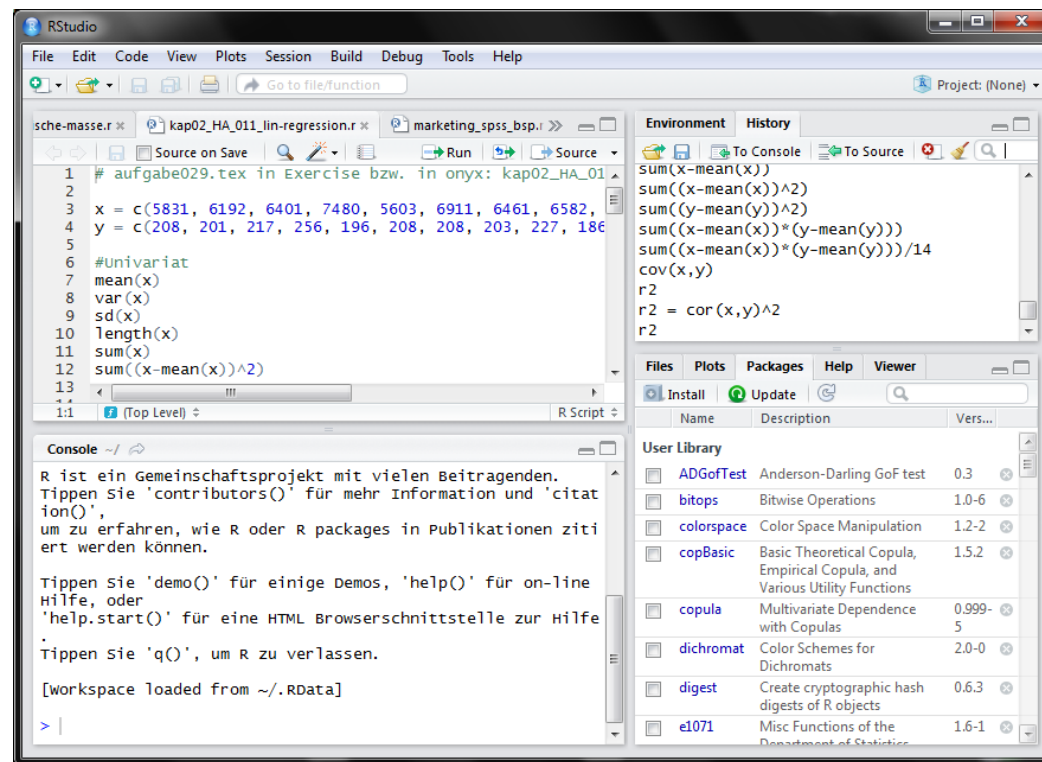 RStudio
File Edit Code View Plots Session Build Debug Tools Help
Go to file/function
Project: (None)
sche-masse.r
kap02_HA_011_lin-regression.r
marketing_spss_bsp.r
Source on Save
Run
Source
1 # aufgabe029.tex in Exercise bzw. in onyx: kap02_HA_01
2
3 x = c(5831, 6192, 6401, 7480, 5603, 6911, 6461, 6582,
4 y = c(208, 201, 217, 256, 196, 208, 208, 203, 227, 186
5
6 #Univariat
7 mean(x)
8 var(x)
9 sd(x)
10 length(x)
11 sum(x)
12 sum((x-mean(x))^2)
13
1:1 (Top Level) R Script
Console ~/
R ist ein Gemeinschaftsprojekt mit vielen Beitragenden.
Tippen Sie 'contributors()' für mehr Information und 'citat
ion()',
um zu erfahren, wie R oder R packages in Publikationen ziti
ert werden können.
Tippen Sie 'demo()' für einige Demos, 'help()' für on-line
Hilfe, oder
'help.start()' für eine HTML Browserschnittstelle zur Hilfe
.
Tippen Sie 'q()', um R zu verlassen.
[Workspace loaded from ~/.RData]
>
Environment History
To Console To Source
sum(x-mean(x))
sum((x-mean(x))^2)
sum((y-mean(y))^2)
sum((x-mean(x))*(y-mean(y)))
sum((x-mean(x))*(y-mean(y)))/14
cov(x,y)
r2
r2 = cor(x,y)^2
r2
Files Plots Packages Help Viewer
Install Update
Name Description Vers...
User Library
ADGofTest Anderson-Darling GoF test 0.3
bitops Bitwise Operations 1.0-6
colorspace Color Space Manipulation 1.2-2
copBasic Basic Theoretical Copula, 1.5.2
Empirical Copula, and
Various Utility Functions
copula Multivariate Dependence 0.999-
with Copulas 5
dichromat Color Schemes for 2.0-0
Dichromats
digest Create cryptographic hash 0.6.3
digests of R objects
e1071 Misc Functions of the 1.6-1
Department of Statistics